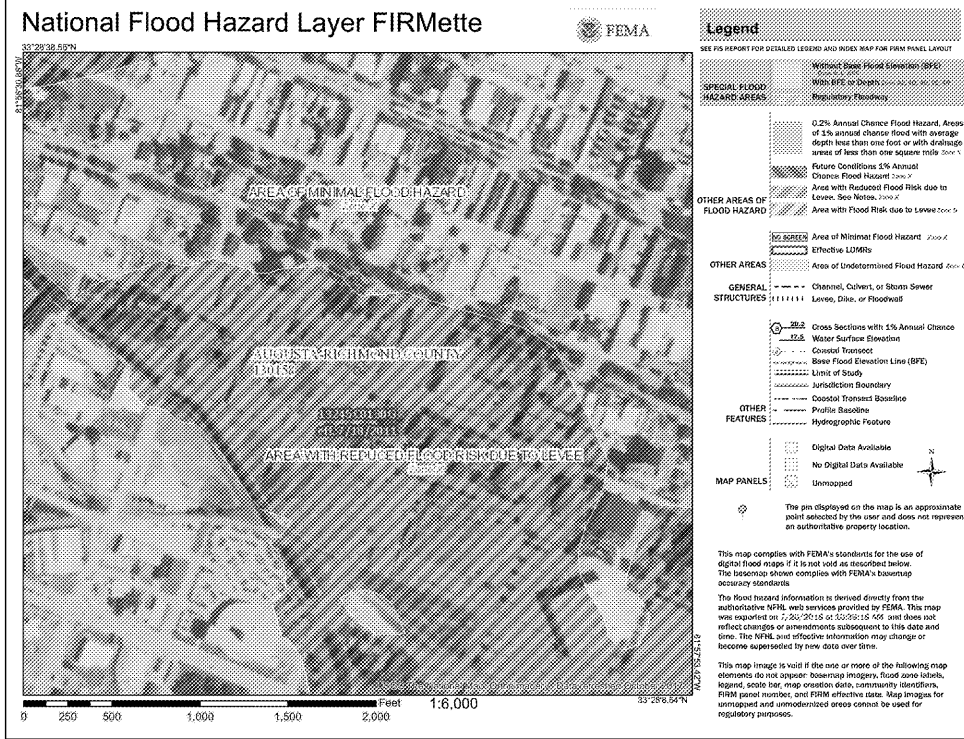 National Flood Hazard Layer FIRMette
FEMA
33°28'38.56"N
AREA OF MINIMAL FLOOD HAZARD
AUGUSTA-RICHMOND COUNTY
130158
AREA WITH REDUCED FLOOD RISK DUE TO LEVEE
33°28'8.54"N
Feet
1:6,000
0
250
500
1,000
1,500
2,000
Legend
SEE FIS REPORT FOR DETAILED LEGEND AND INDEX MAP FOR FIRM PANEL LAYOUT
SPECIAL FLOOD
HAZARD AREAS
Without Base Flood Elevation (BFE)
With BFE or Depth
Regulatory Floodway
0.2% Annual Chance Flood Hazard, Areas
of 1% annual chance flood with average
depth less than one foot or with drainage
areas of less than one square mile Zone X
Future Conditions 1% Annual
Chance Flood Hazard Zone X
Area with Reduced Flood Risk due to
Levee. See Notes. Zone X
Area with Flood Risk due to Levee Zone D
OTHER AREAS OF
FLOOD HAZARD
NO SCREEN Area of Minimal Flood Hazard Zone X
Effective LOMRs
OTHER AREAS
Area of Undetermined Flood Hazard
GENERAL
STRUCTURES
Channel, Culvert, or Storm Sewer
Levee, Dike, or Floodwall
20.2 Cross Sections with 1% Annual Chance
17.5 Water Surface Elevation
Coastal Transect
Base Flood Elevation Line (BFE)
Limit of Study
Jurisdiction Boundary
Coastal Transect Baseline
OTHER
FEATURES
Profile Baseline
Hydrographic Feature
Digital Data Available
No Digital Data Available
MAP PANELS
Unmapped
N
The pin displayed on the map is an approximate
point selected by the user and does not represen
an authoritative property location.
This map complies with FEMA's standards for the use of
digital flood maps if it is not void as described below.
The basemap shown complies with FEMA's basemap
accuracy standards
The flood hazard information is derived directly from the
authoritative NFHL web services provided by FEMA. This map
was exported on and does not
reflect changes or amendments subsequent to this date and
time. The NFHL and effective information may change or
become superseded by new data over time.
This map image is void if the one or more of the following map
elements do not appear: basemap imagery, flood zone labels,
legend, scale bar, map creation date, community identifiers,
FIRM panel number, and FIRM effective date. Map images for
unmapped and unmodernized areas cannot be used for
regulatory purposes.